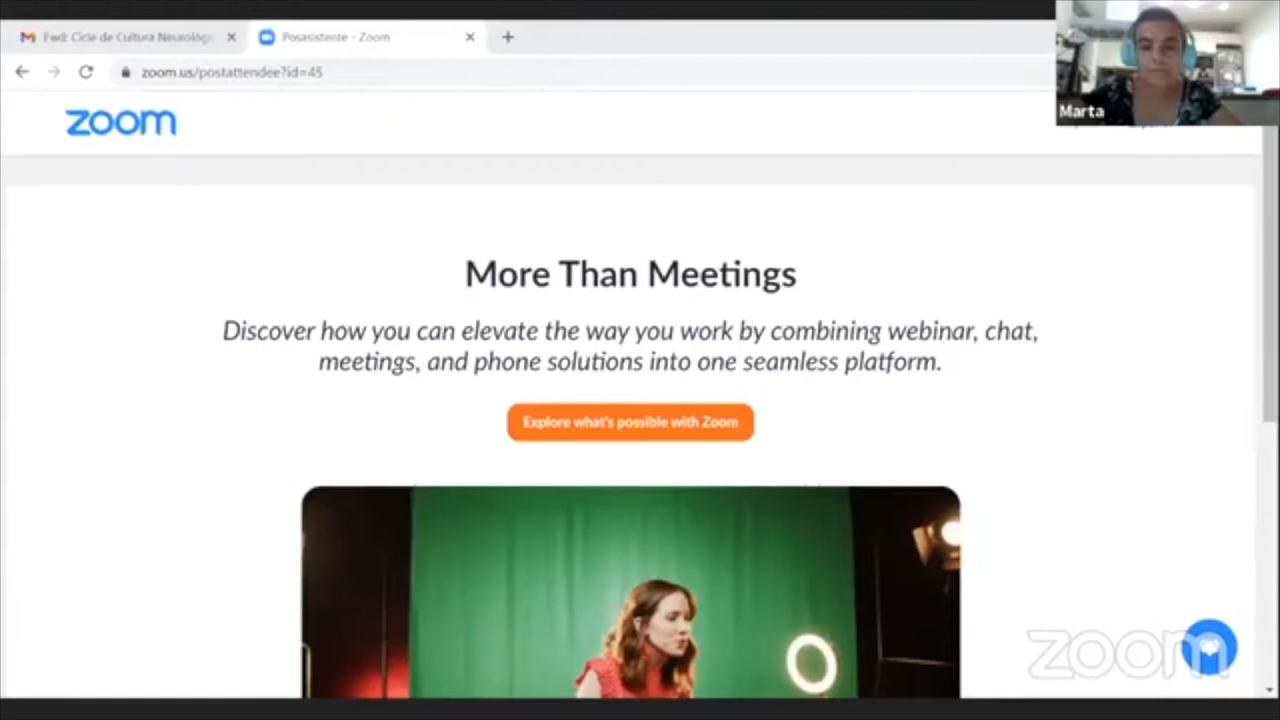 Fwd: Cicle de Cultura Neurològi
Posasistente - Zoom
zoom.us/postattendee?id=45
Marta
zoom
More Than Meetings
Discover how you can elevate the way you work by combining webinar, chat,
meetings, and phone solutions into one seamless platform.
Explore what's possible with Zoom
zoom